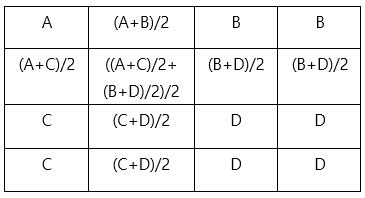 A (A+B)/2 B B
(A+C)/2 ((A+C)/2+ (B+D)/2 (B+D)/2
(B+D)/2)/2
C (C+D)/2 D D
C (C+D)/2 D D